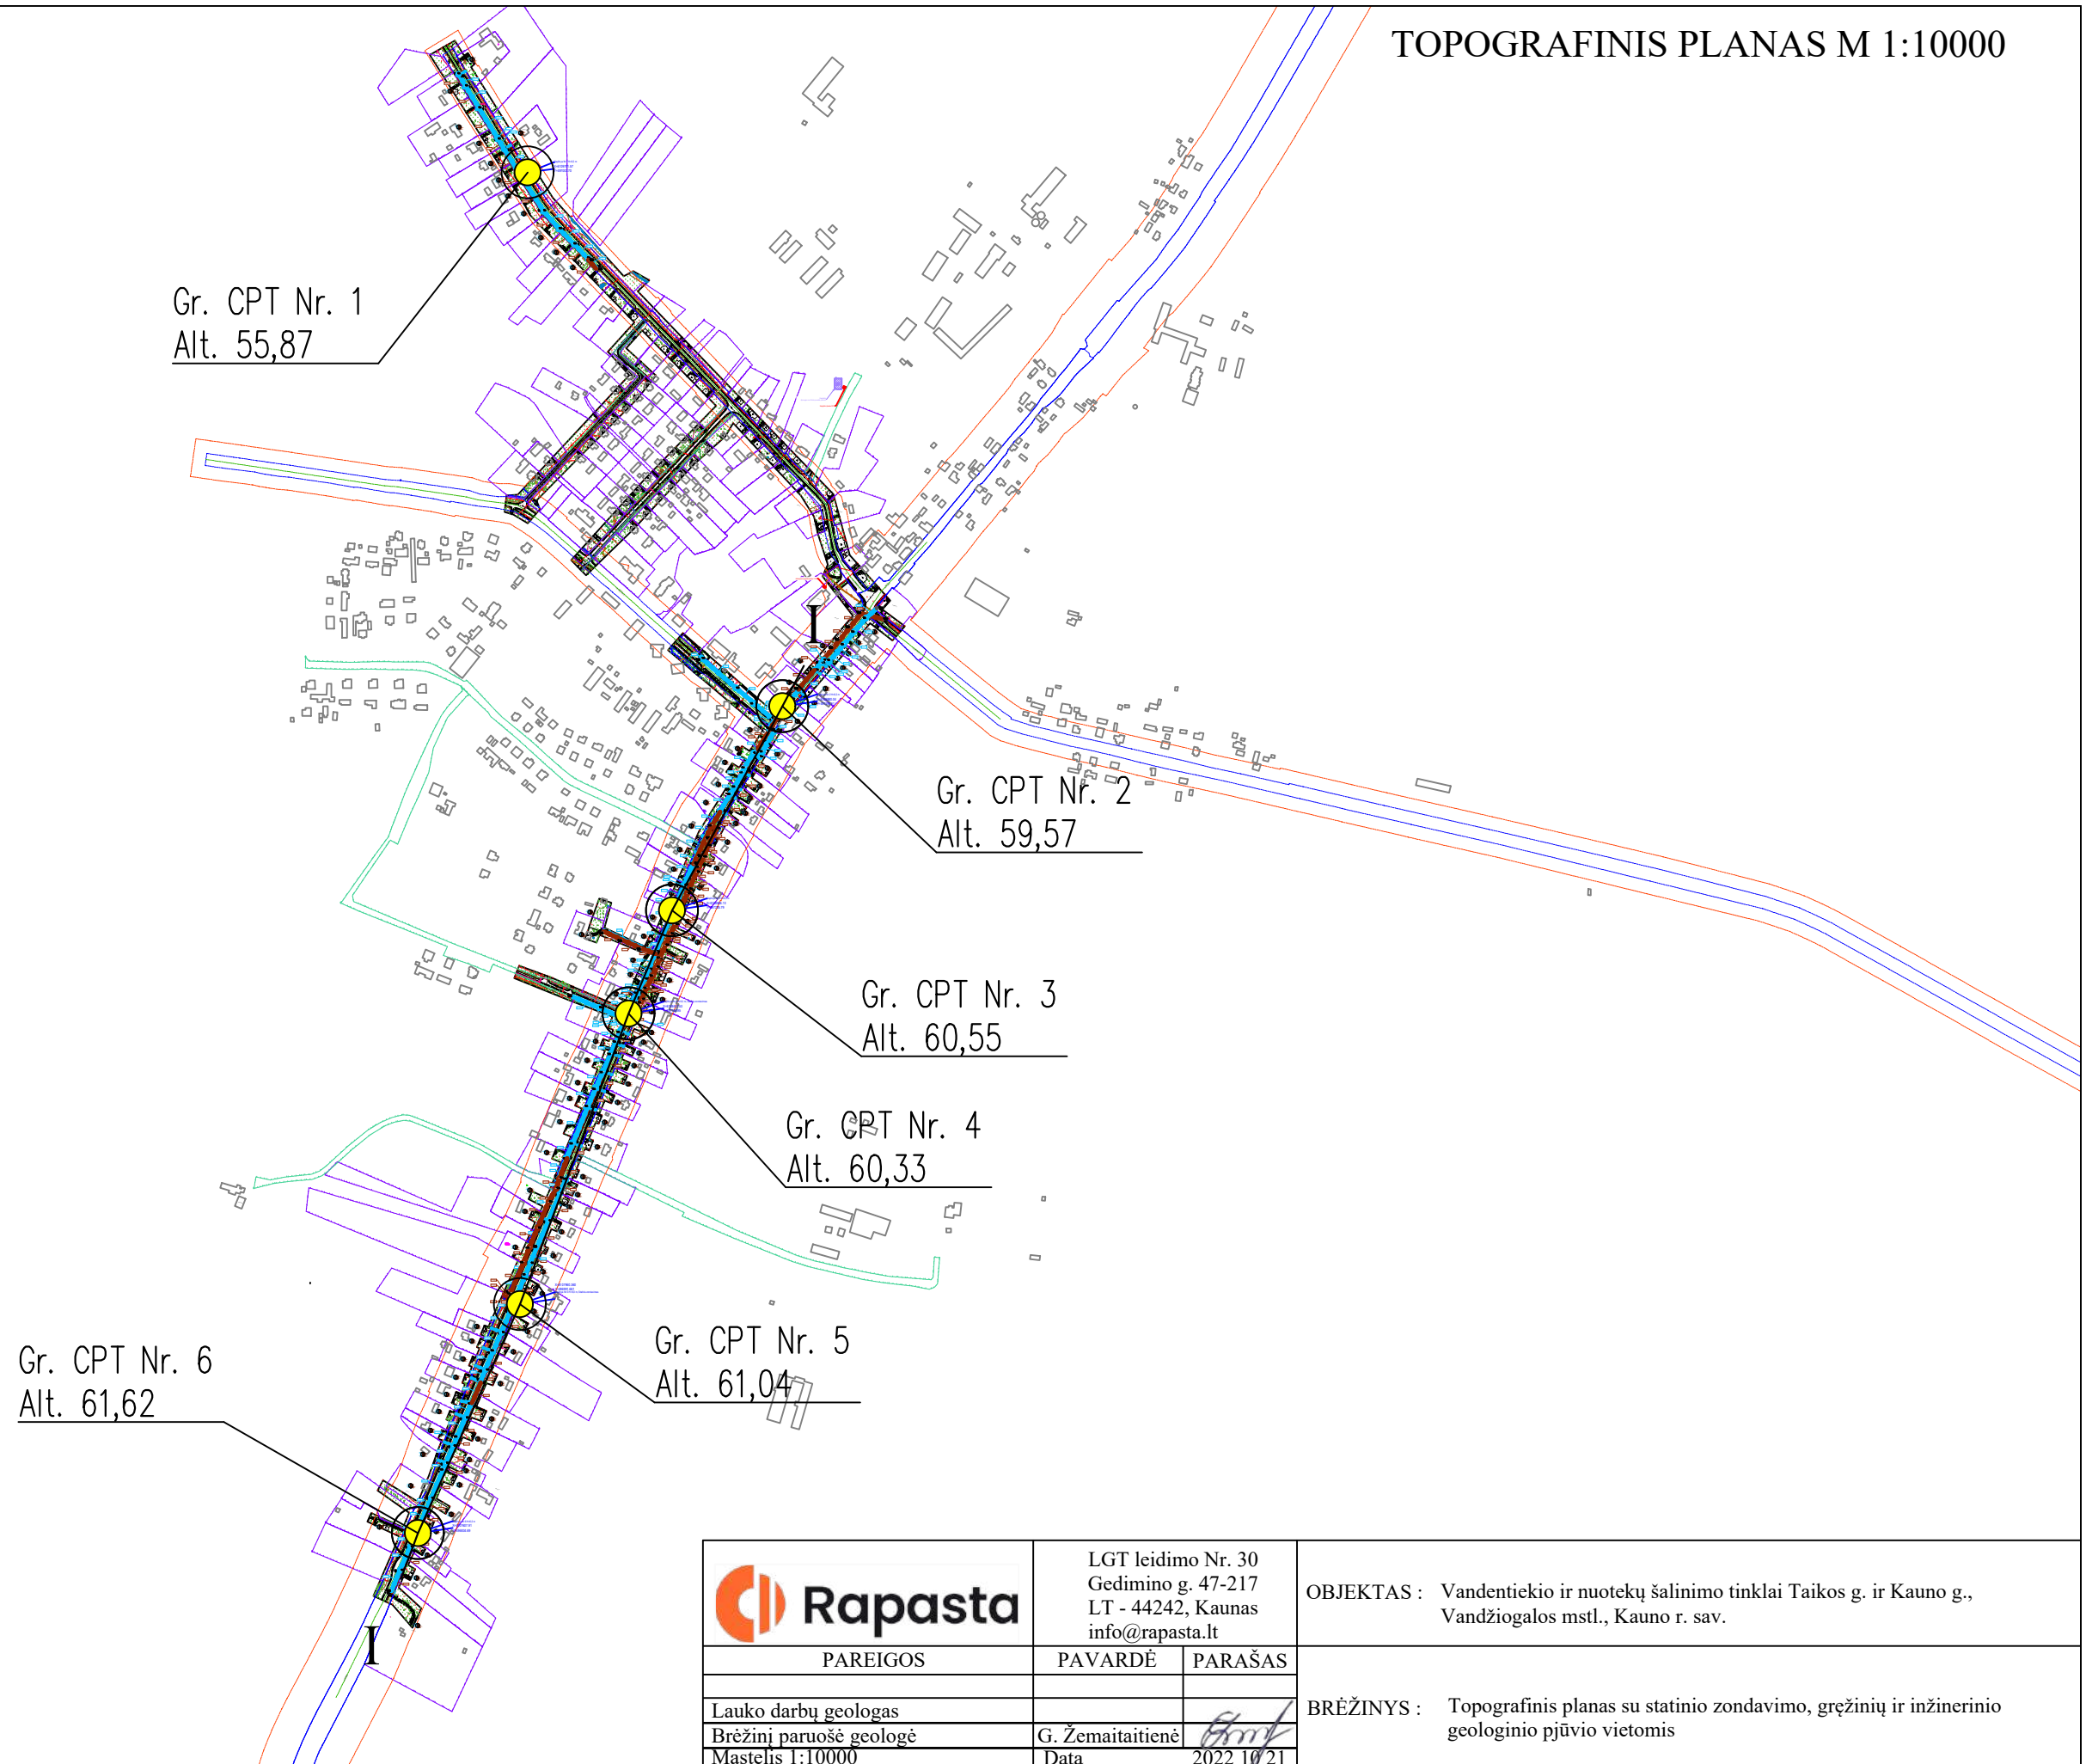 TOPOGRAFINIS PLANAS M 1:10000
Gr. CPT Nr. 1
Alt. 55,87
I
Gr. CPT Nr. 2
Alt. 59,57
Gr. CPT Nr. 3
Alt. 60,55
Gr. CPT Nr. 4
Alt. 60,33
Gr. CPT Nr. 5
Alt. 61,04
Gr. CPT Nr. 6
Alt. 61,62
I
Rapasta
LGT leidimo Nr. 30
Gedimino g. 47-217
LT - 44242, Kaunas
info@rapasta.lt
OBJEKTAS : Vandentiekio ir nuotekų šalinimo tinklai Taikos g. ir Kauno g.,
Vandžiogalos mstl., Kauno r. sav.
PAREIGOS PAVARDĖ PARAŠAS
Lauko darbų geologas
Brėžinį paruošė geologė G. Žemaitaitienė
Mastelis 1:10000 Data 2022 10 21
BRĖŽINYS : Topografinis planas su statinio zondavimo, gręžinių ir inžinerinio
geologinio pjūvio vietomis